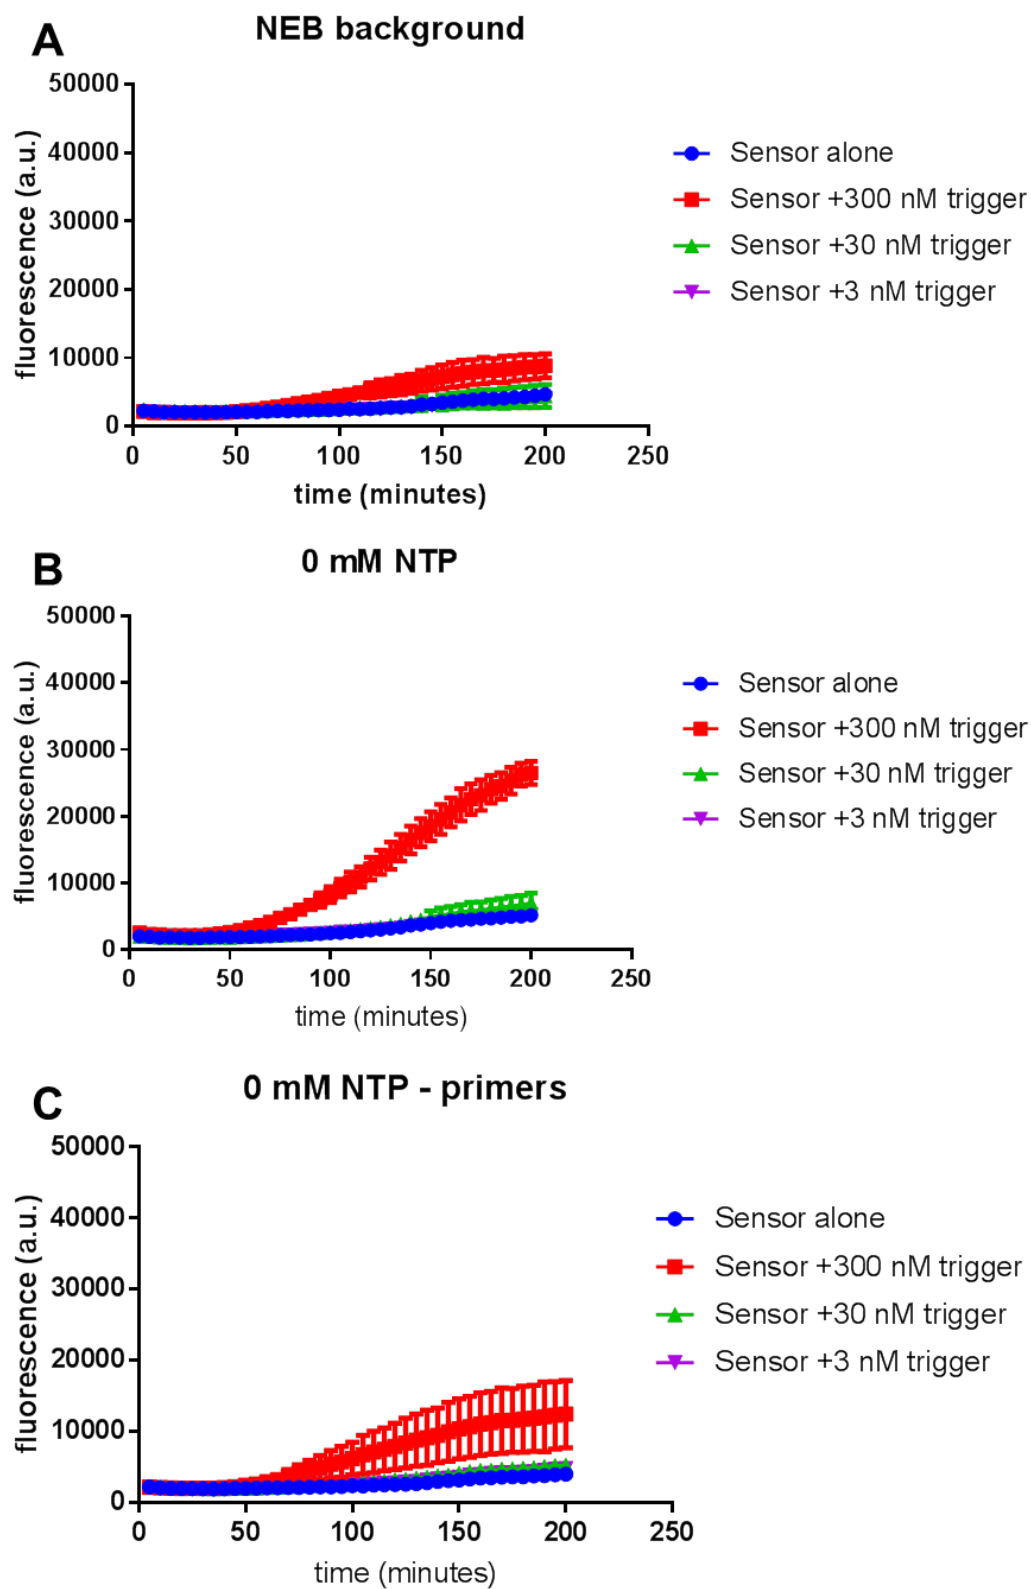 A
NEB background
50000
40000
30000
20000
10000
0
fluorescence (a.u.)
0 50 100 150 200 250
time (minutes)
Sensor alone
Sensor +300 nM trigger
Sensor +30 nM trigger
Sensor +3 nM trigger
B
0 mM NTP
50000
40000
30000
20000
10000
0
fluorescence (a.u.)
0 50 100 150 200 250
time (minutes)
Sensor alone
Sensor +300 nM trigger
Sensor +30 nM trigger
Sensor +3 nM trigger
C
0 mM NTP - primers
50000
40000
30000
20000
10000
0
fluorescence (a.u.)
0 50 100 150 200 250
time (minutes)
Sensor alone
Sensor +300 nM trigger
Sensor +30 nM trigger
Sensor +3 nM trigger